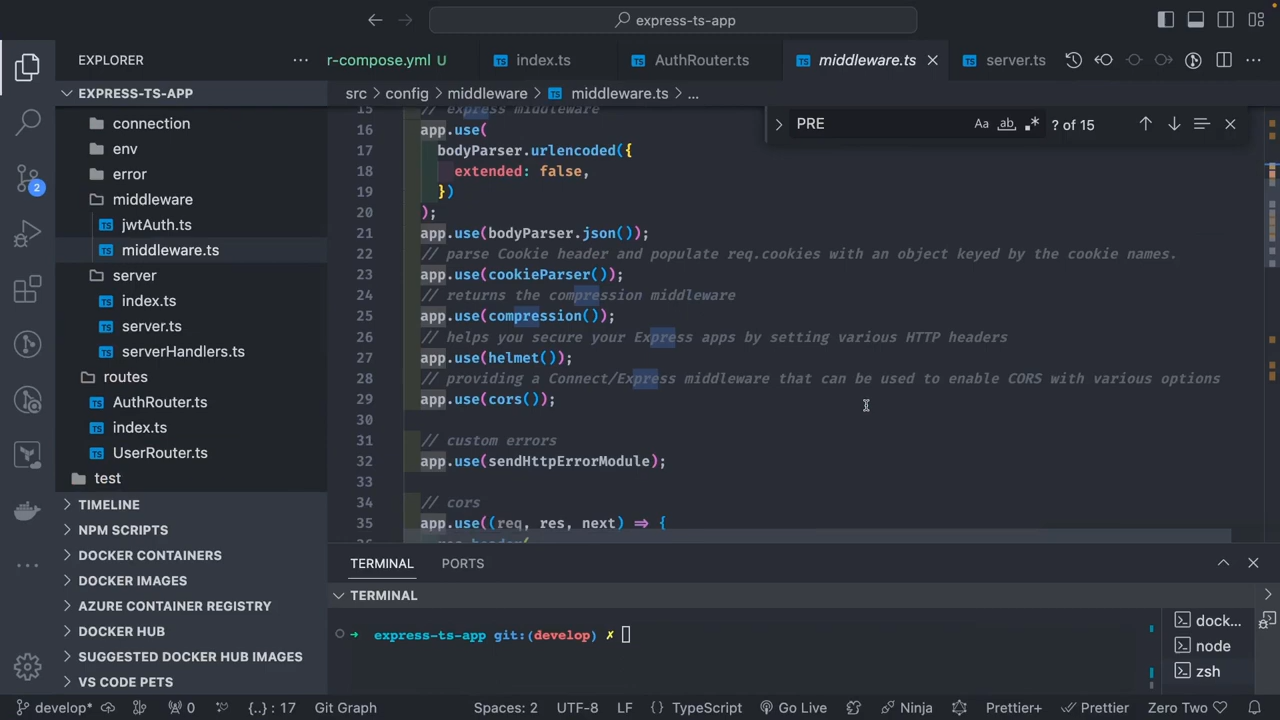 express-ts-app
EXPLORER
r-compose.yml U
index.ts
AuthRouter.ts
middleware.ts
server.ts
EXPRESS-TS-APP
src > config > middleware > middleware.ts > ...
connection
env
error
middleware
jwtAuth.ts
middleware.ts
server
index.ts
server.ts
serverHandlers.ts
routes
AuthRouter.ts
index.ts
UserRouter.ts
test
TIMELINE
NPM SCRIPTS
DOCKER CONTAINERS
DOCKER IMAGES
AZURE CONTAINER REGISTRY
DOCKER HUB
SUGGESTED DOCKER HUB IMAGES
VS CODE PETS
2
PRE
Aa ab
? of 15
15 // express middleware
16 app.use(
17 bodyParser.urlencoded({
18 extended: false,
19 })
20 );
21 app.use(bodyParser.json());
22 // parse Cookie header and populate req.cookies with an object keyed by the cookie names.
23 app.use(cookieParser());
24 // returns the compression middleware
25 app.use(compression());
26 // helps you secure your Express apps by setting various HTTP headers
27 app.use(helmet());
28 // providing a Connect/Express middleware that can be used to enable CORS with various options
29 app.use(cors());
30
31 // custom errors
32 app.use(sendHttpErrorModule);
33
34 // cors
35 app.use((req, res, next) => {
TERMINAL
PORTS
TERMINAL
express-ts-app git:(develop) ✗
dock...
node
zsh
develop*
0
{..} : 17
Git Graph
Spaces: 2
UTF-8
LF
TypeScript
Go Live
Ninja
Prettier+
Prettier
Zero Two